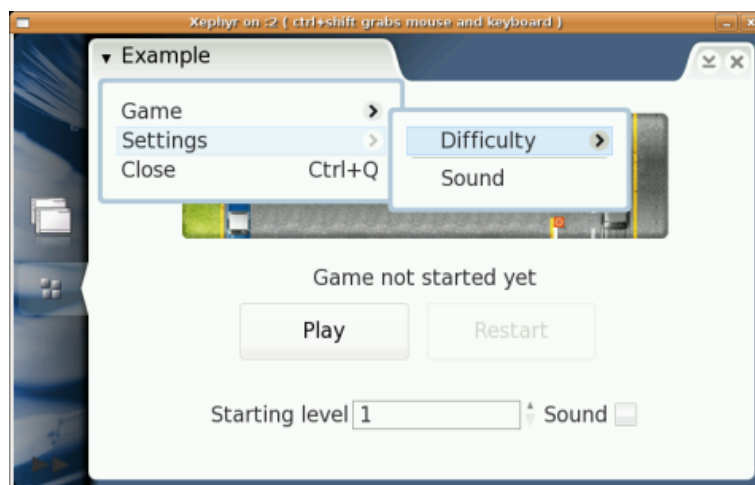 Xephyr on :2 ( ctrl+shift grabs mouse and keyboard )
Example
Game
Settings
Close Ctrl+Q
Difficulty
Sound
Game not started yet
Play Restart
Starting level 1 Sound